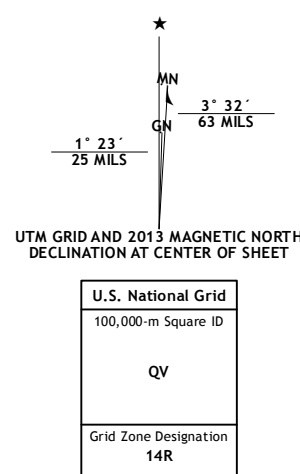 ★
MN
GN
3° 32´
63 MILS
1° 23´
25 MILS
UTM GRID AND 2013 MAGNETIC NORTH
DECLINATION AT CENTER OF SHEET
U.S. National Grid
100,000-m Square ID
QV
Grid Zone Designation
14R